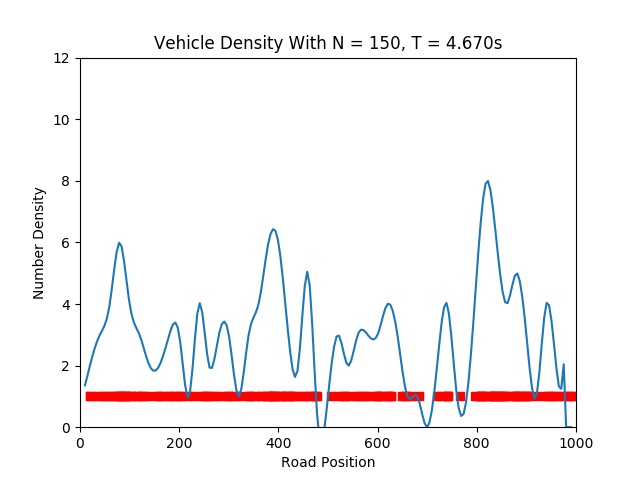 Vehicle Density With N = 150, T = 4.670s
12
10
8
6
4
2
0
Number Density
0 200 400 600 800 1000
Road Position